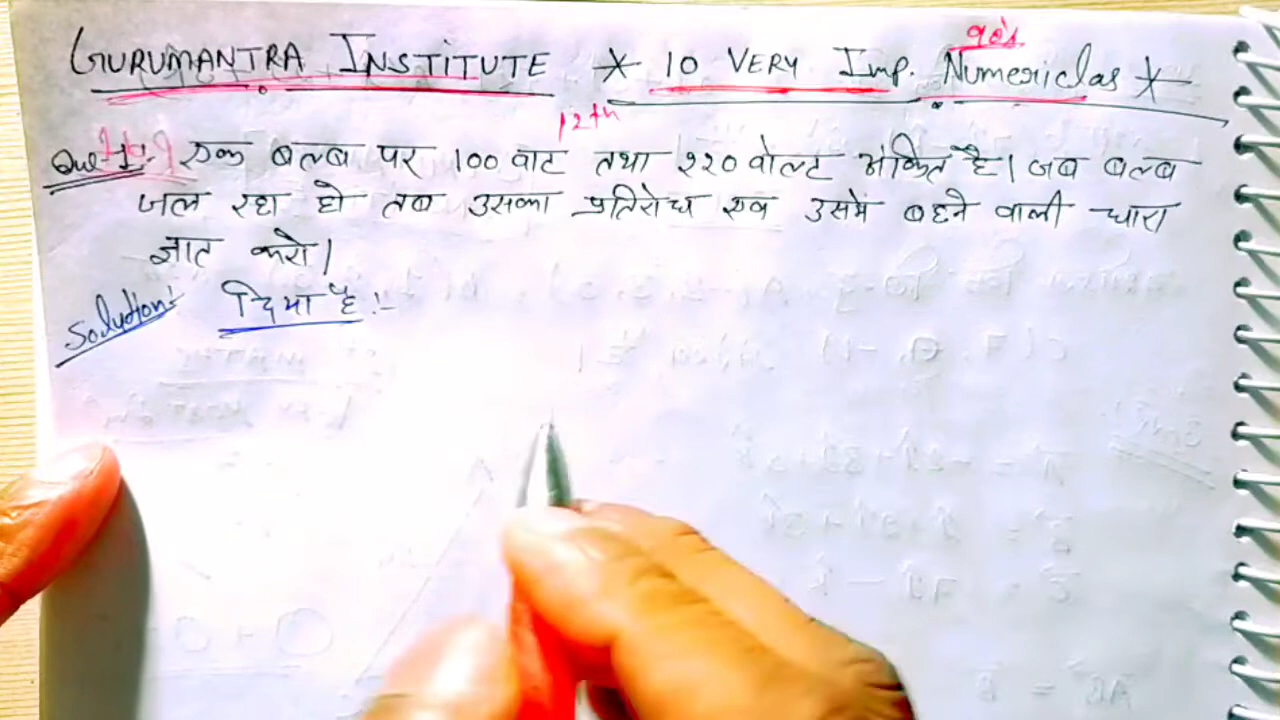 GURUMANTRA INSTITUTE * 10 VERY Imp. Numericlas *
12th
Que-1:- एक बल्ब पर 100 वाट तथा 220 वोल्ट अंकित है। जब बल्ब
जल रहा हो तब उसका प्रतिरोध एव उसमे बहने वाली धारा
ज्ञाट करो।
Solution:- दिया है :-